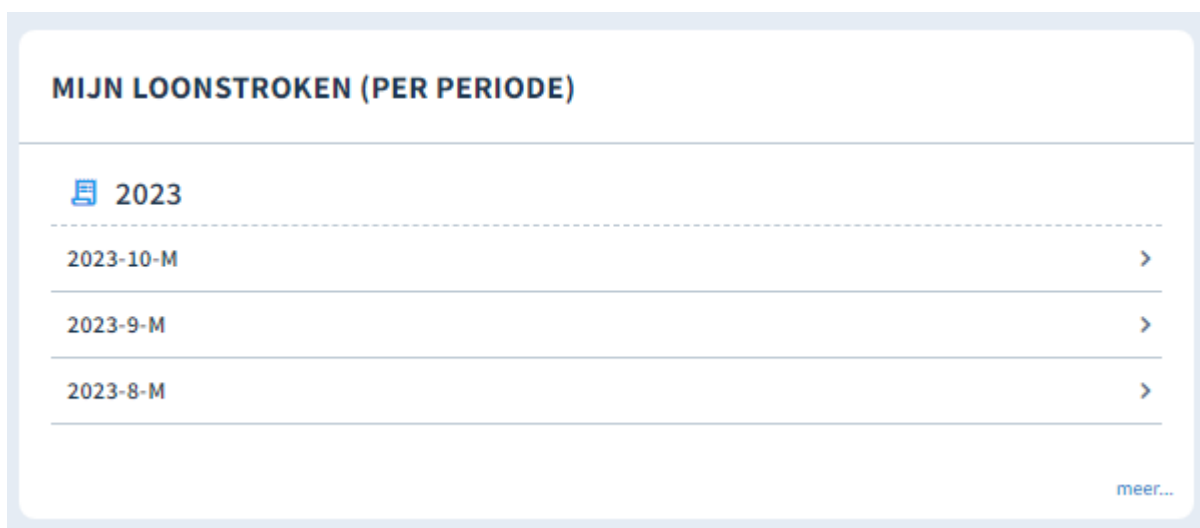 MIJN LOONSTROKEN (PER PERIODE)
2023
2023-10-M
2023-9-M
2023-8-M
meer...